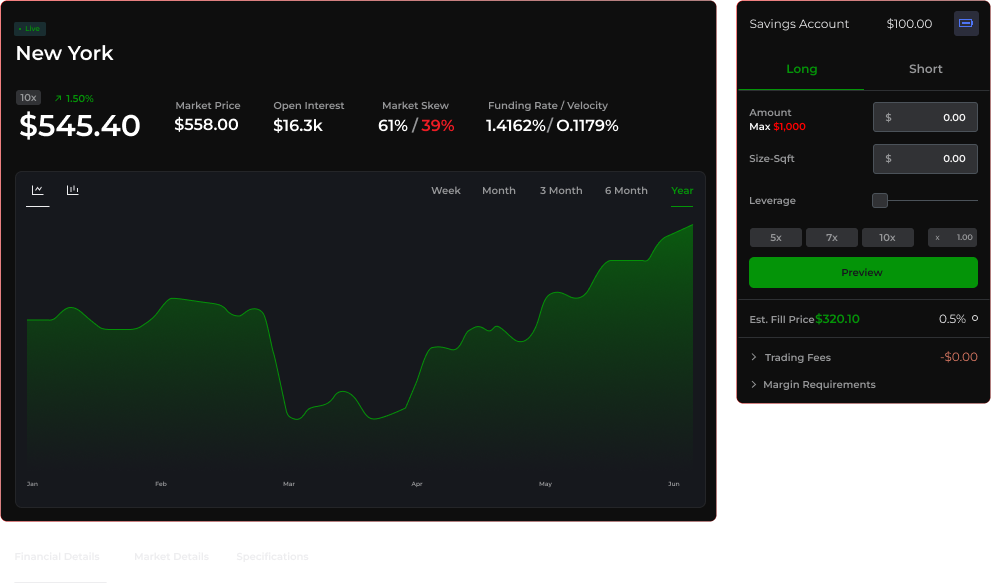 Live
New York
10x
1.50%
$545.40
Market Price
$558.00
Open Interest
$16.3k
Market Skew
61% / 39%
Funding Rate / Velocity
1.4162%/ O.1179%
Week Month 3 Month 6 Month Year
Jan Feb Mar Apr May Jun
Financial Details Market Details Specifications
Savings Account $100.00
Long Short
Amount
Max $1,000
$ 0.00
Size-Sqft
$ 0.00
Leverage
5x 7x 10x x 1.00
Preview
Est. Fill Price $320.10 0.5%
Trading Fees -$0.00
Margin Requirements